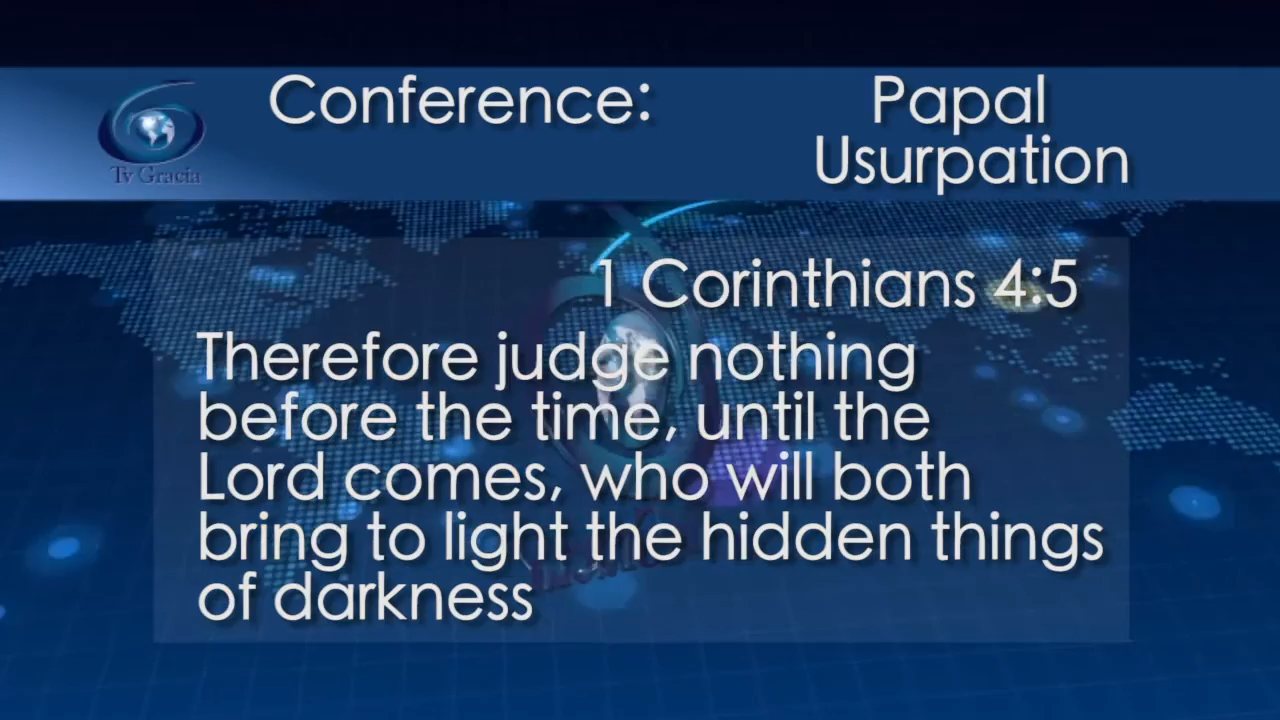 Conference:
Papal
Usurpation
Tv Gracia
1 Corinthians 4:5
Therefore judge nothing
before the time, until the
Lord comes, who will both
bring to light the hidden things
of darkness